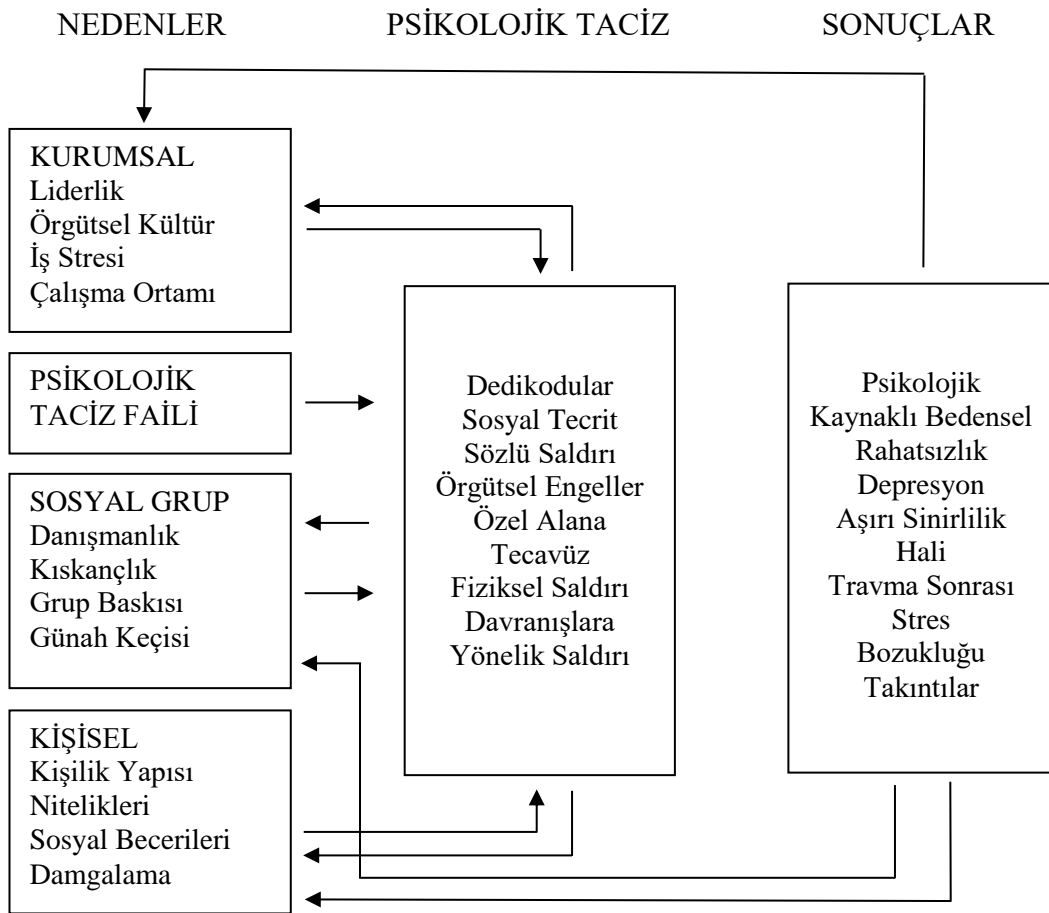 NEDENLER PSİKOLOJİK TACİZ SONUÇLAR
KURUMSAL
Liderlik
Örgütsel Kültür
İş Stresi
Çalışma Ortamı
PSİKOLOJİK
TACİZ FAİLİ
SOSYAL GRUP
Danışmanlık
Kıskançlık
Grup Baskısı
Günah Keçisi
KİŞİSEL
Kişilik Yapısı
Nitelikleri
Sosyal Becerileri
Damgalama
Dedikodular
Sosyal Tecrit
Sözlü Saldırı
Örgütsel Engeller
Özel Alana
Tecavüz
Fiziksel Saldırı
Davranışlara
Yönelik Saldırı
Psikolojik
Kaynaklı Bedensel
Rahatsızlık
Depresyon
Aşırı Sinirlilik
Hali
Travma Sonrası
Stres
Bozukluğu
Takıntılar